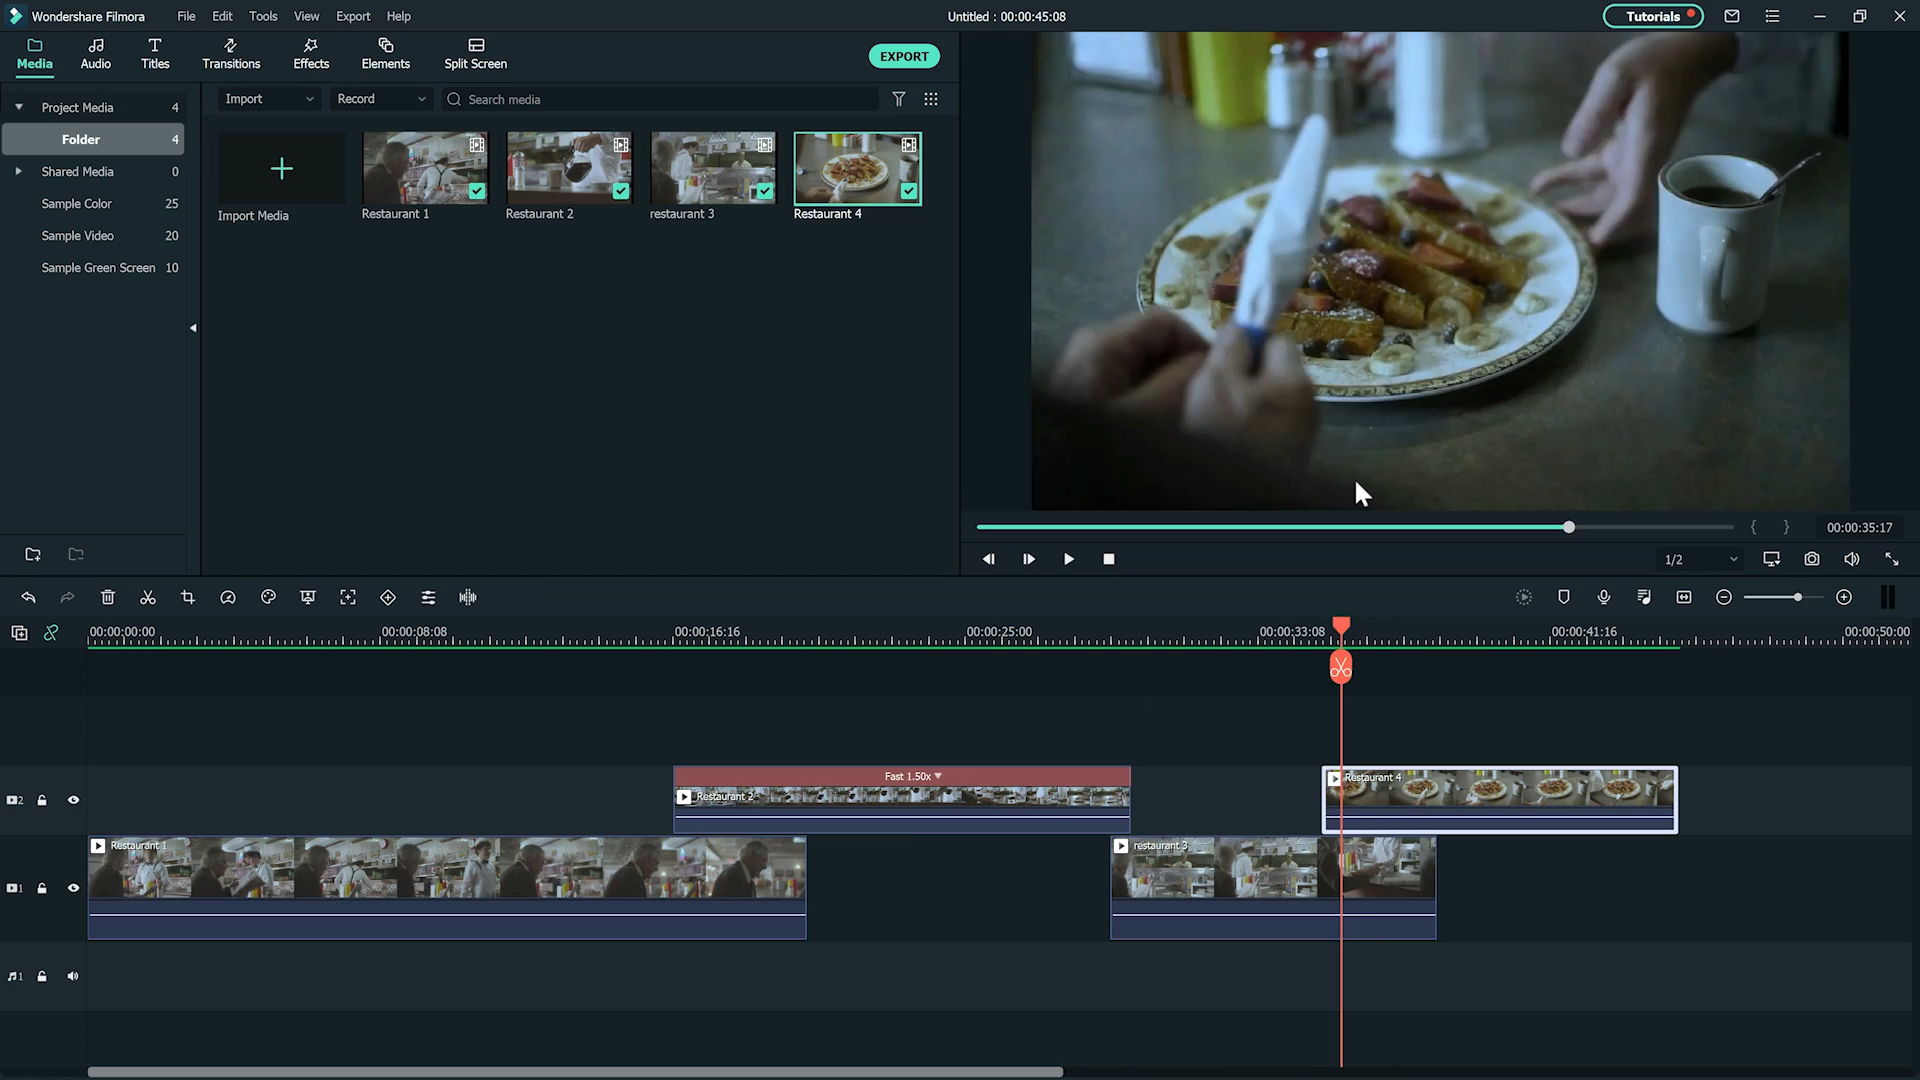 Wondershare Filmora File Edit Tools View Export Help Untitled : 00:00:45:08 Tutorials
Media Audio Titles Transitions Effects Elements Split Screen EXPORT
Project Media 4
Folder 4
Shared Media 0
Sample Color 25
Sample Video 20
Sample Green Screen 10
Import Record Search media
Import Media Restaurant 1 Restaurant 2 restaurant 3 Restaurant 4
00:00:35:17
1/2
00:00:00:00 00:00:08:08 00:00:16:16 00:00:25:00 00:00:33:08 00:00:41:16 00:00:50:00
Fast 1.50x
2 Restaurant 2 Restaurant 4
1 Restaurant 1 restaurant 3
1